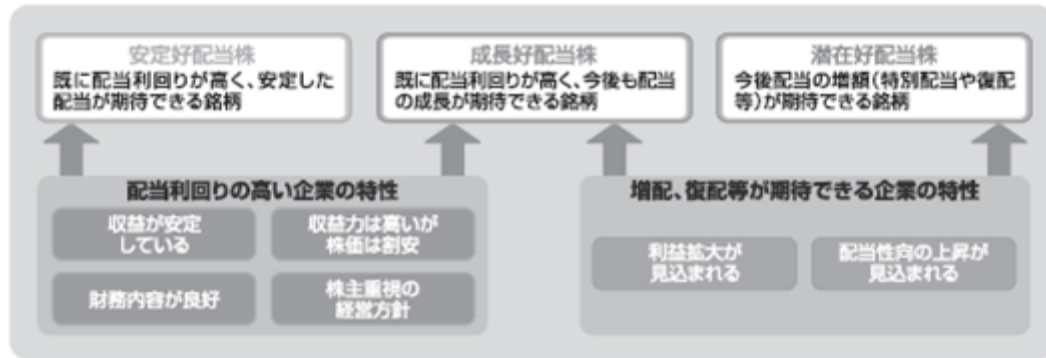 安定好配当株
既に配当利回りが高く、安定した
配当が期待できる銘柄
成長好配当株
既に配当利回りが高く、今後も配当
の成長が期待できる銘柄
潜在好配当株
今後配当の増額(特別配当や復配
等)が期待できる銘柄
配当利回りの高い企業の特性
収益が安定
している
収益力は高いが
株価は割安
財務内容が良好
株主重視の
経営方針
増配、復配等が期待できる企業の特性
利益拡大が
見込まれる
配当性向の上昇が
見込まれる